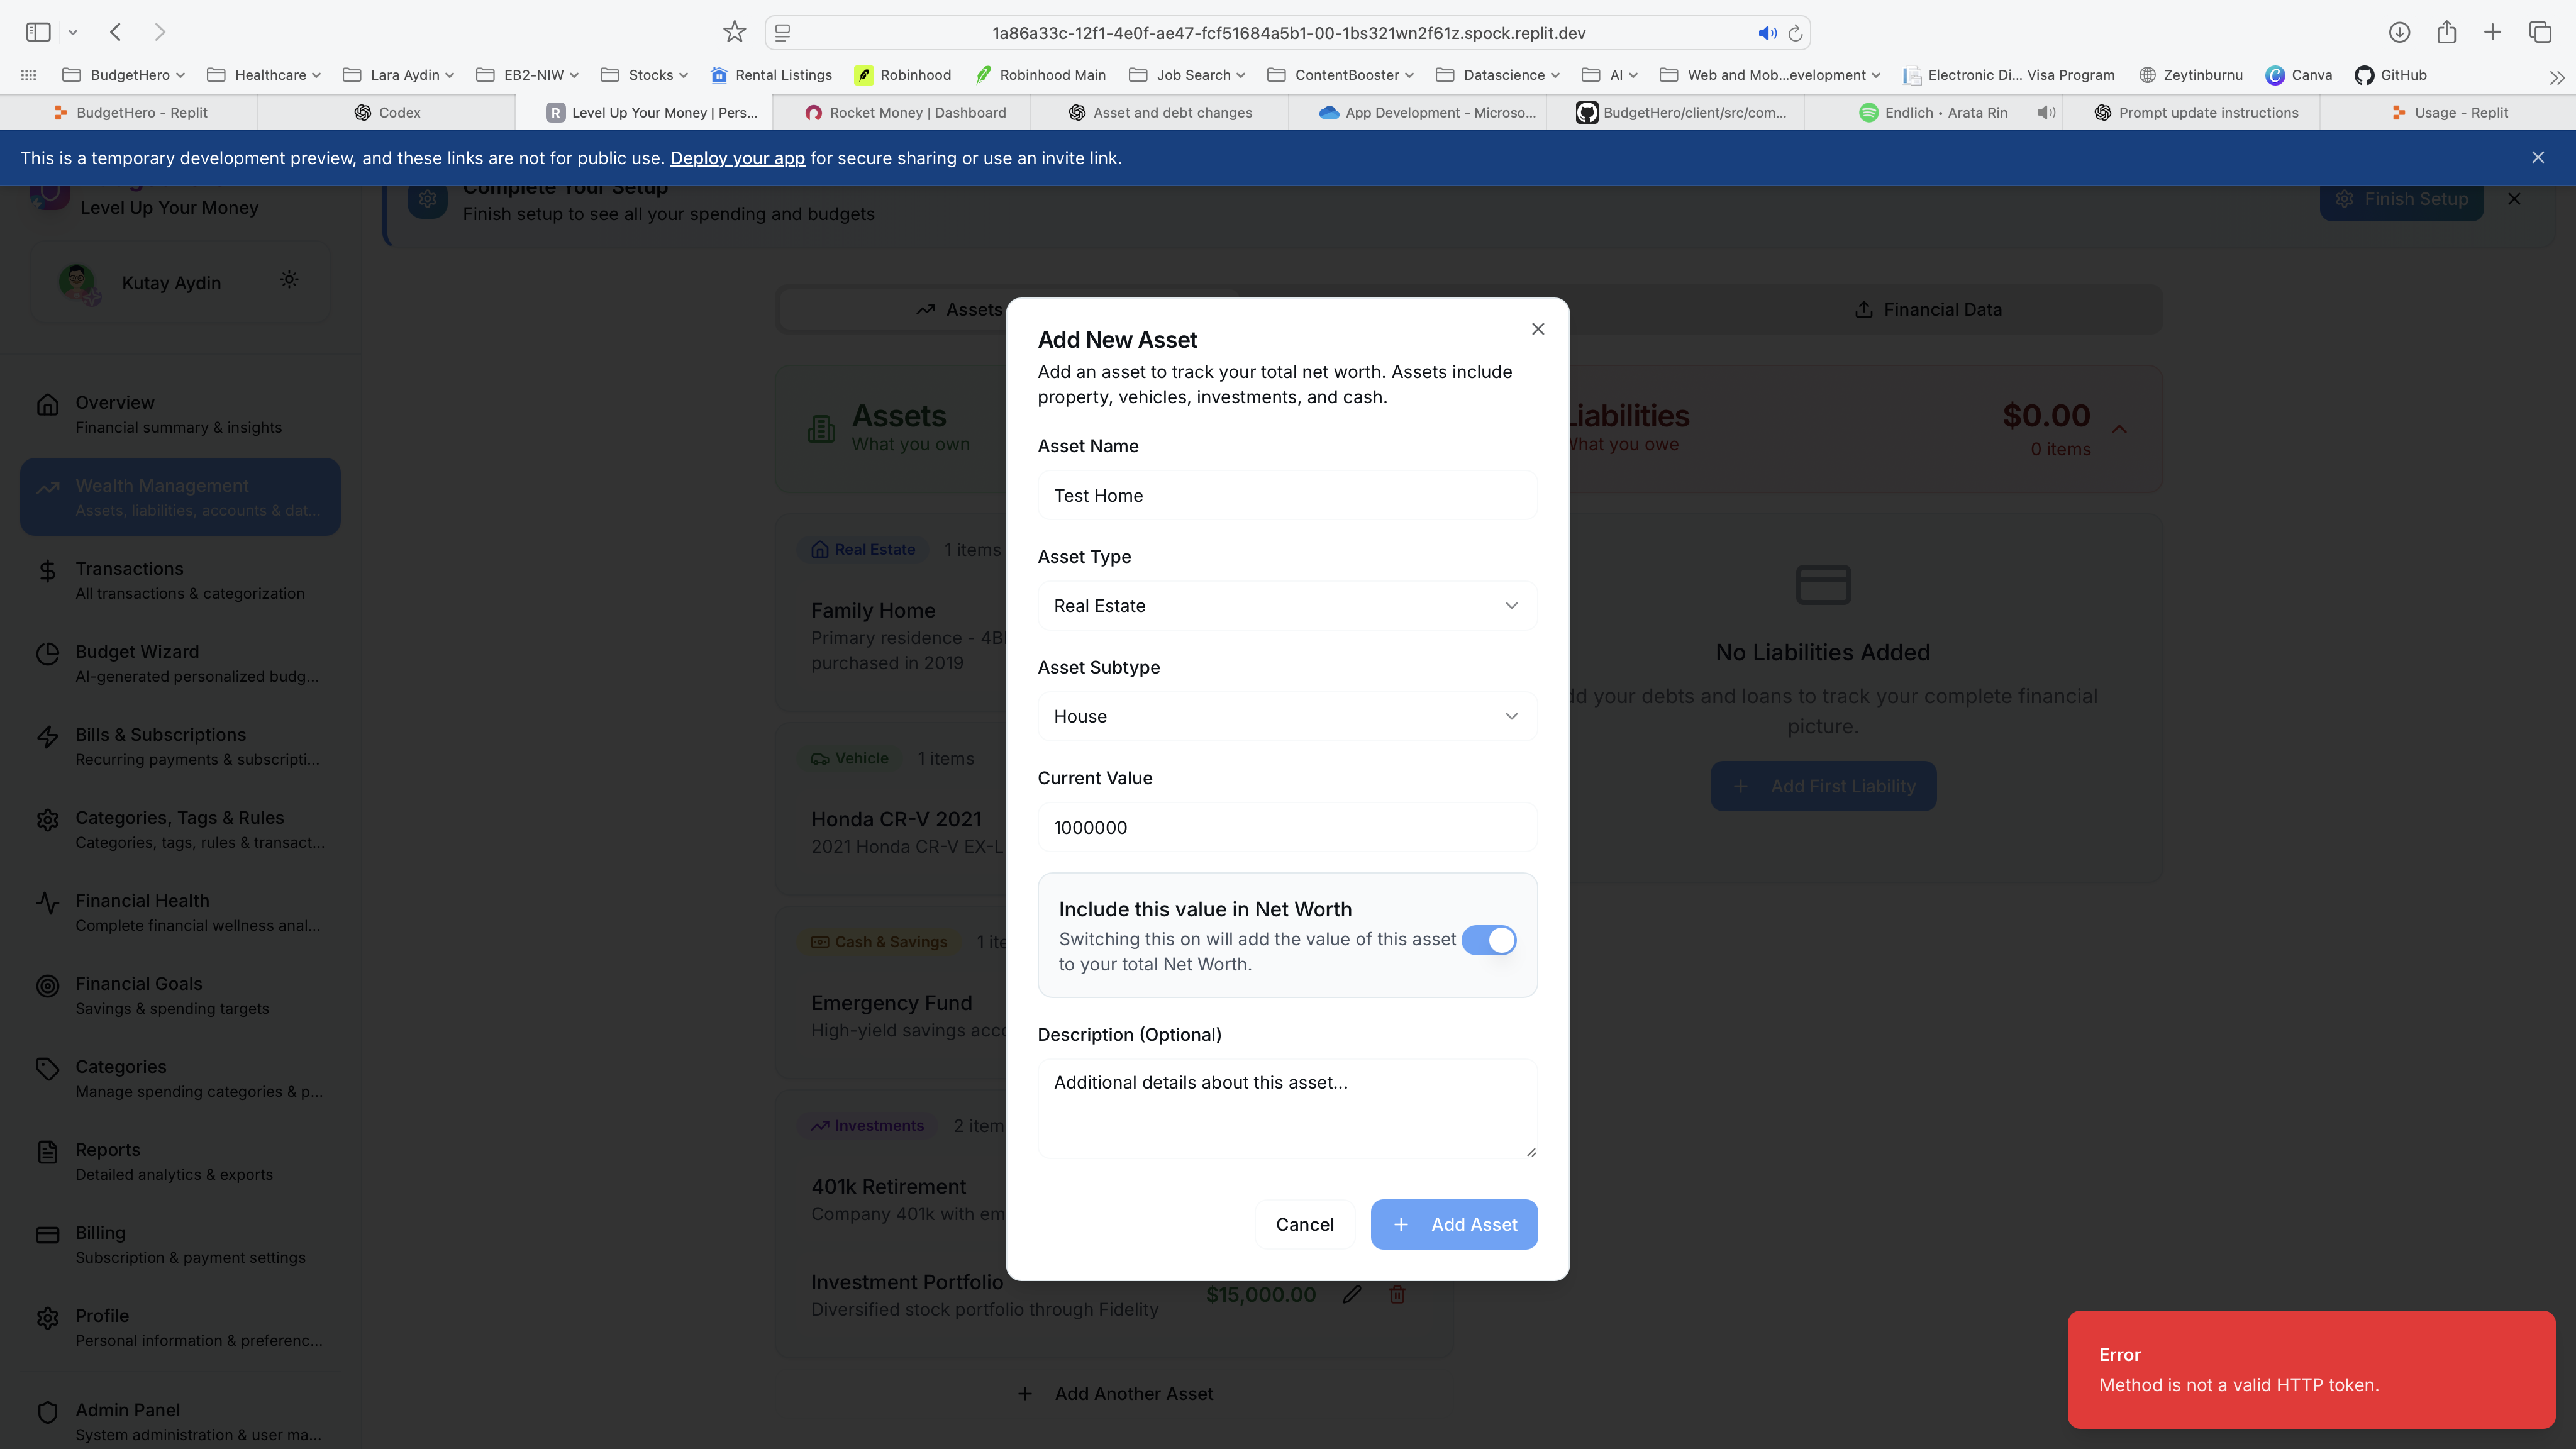 1a86a33c-12f1-4e0f-ae47-fcf51684a5b1-00-1bs321wn2f61z.spock.replit.dev
BudgetHero
Healthcare
Lara Aydin
EB2-NIW
Stocks
Rental Listings
Robinhood
Robinhood Main
Job Search
ContentBooster
Datascience
AI
Web and Mob...evelopment
Electronic Di... Visa Program
Zeytinburnu
Canva
GitHub
BudgetHero - Replit
Codex
R Level Up Your Money | Pers...
Rocket Money | Dashboard
Asset and debt changes
App Development - Microso...
BudgetHero/client/src/com...
Endlich • Arata Rin
Prompt update instructions
Usage - Replit
This is a temporary development preview, and these links are not for public use. Deploy your app for secure sharing or use an invite link.
Level Up Your Money
Complete Your Setup
Finish setup to see all your spending and budgets
Finish Setup
Kutay Aydin
Overview
Financial summary & insights
Wealth Management
Assets, liabilities, accounts & dat...
Transactions
All transactions & categorization
Budget Wizard
AI-generated personalized budg...
Bills & Subscriptions
Recurring payments & subscripti...
Categories, Tags & Rules
Categories, tags, rules & transact...
Financial Health
Complete financial wellness anal...
Financial Goals
Savings & spending targets
Categories
Manage spending categories & p...
Reports
Detailed analytics & exports
Billing
Subscription & payment settings
Profile
Personal information & preferenc...
Admin Panel
System administration & user ma...
Assets
Financial Data
Assets
What you own
Real Estate
1 items
Family Home
Primary residence - 4B
purchased in 2019
Vehicle
1 items
Honda CR-V 2021
2021 Honda CR-V EX-L
Cash & Savings
1 ite
Emergency Fund
High-yield savings acc
Investments
2 item
401k Retirement
Company 401k with em
Investment Portfolio
Diversified stock portfolio through Fidelity
$15,000.00
Add Another Asset
Add New Asset
Add an asset to track your total net worth. Assets include
property, vehicles, investments, and cash.
Asset Name
Test Home
Asset Type
Real Estate
Asset Subtype
House
Current Value
1000000
Include this value in Net Worth
Switching this on will add the value of this asset
to your total Net Worth.
Description (Optional)
Additional details about this asset...
Cancel
Add Asset
Liabilities
What you owe
$0.00
0 items
No Liabilities Added
dd your debts and loans to track your complete financial
picture.
Add First Liability
Error
Method is not a valid HTTP token.